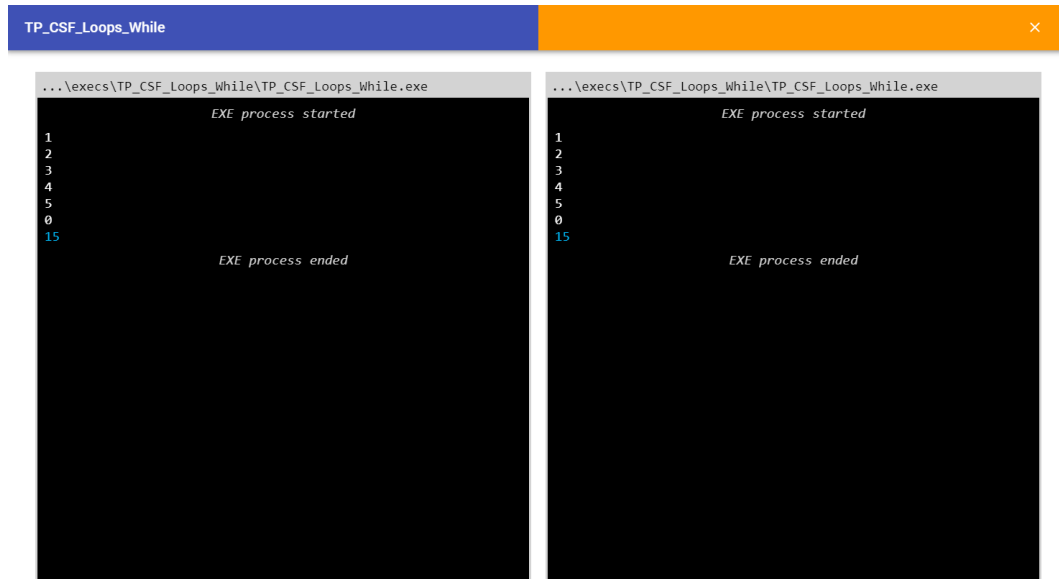 TP_CSF_Loops_While
×
...\execs\TP_CSF_Loops_While\TP_CSF_Loops_While.exe
EXE process started
1
2
3
4
5
0
15
EXE process ended
...\execs\TP_CSF_Loops_While\TP_CSF_Loops_While.exe
EXE process started
1
2
3
4
5
0
15
EXE process ended